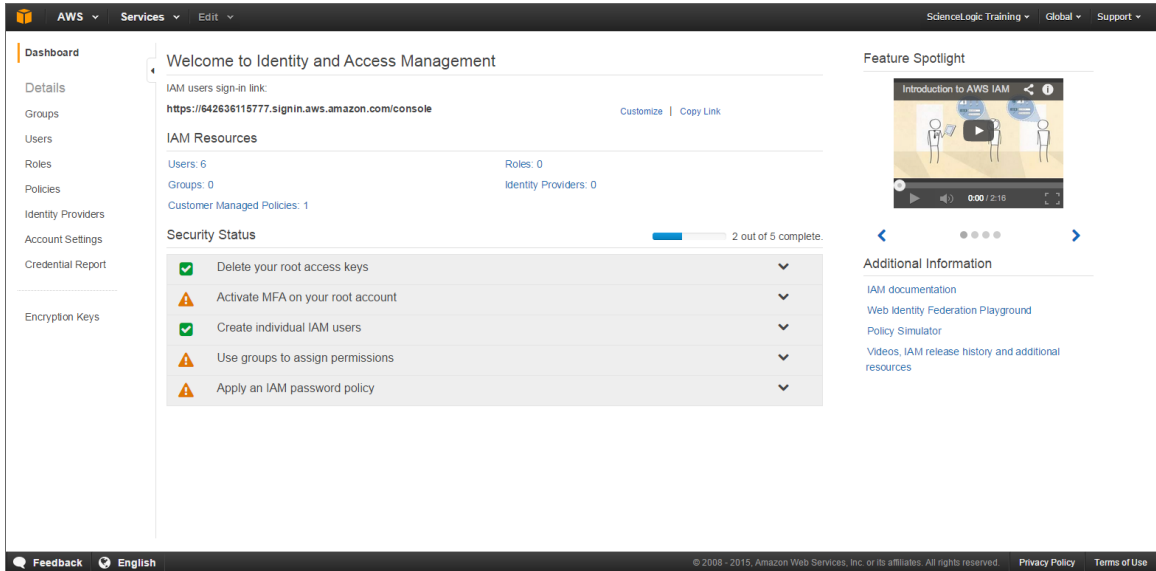 AWS Services Edit ScienceLogic Training Global Support
Dashboard
Details
Groups
Users
Roles
Policies
Identity Providers
Account Settings
Credential Report
Encryption Keys
Welcome to Identity and Access Management
IAM users sign-in link:
https://642636115777.signin.aws.amazon.com/console Customize | Copy Link
IAM Resources
Users: 6 Roles: 0
Groups: 0 Identity Providers: 0
Customer Managed Policies: 1
Security Status 2 out of 5 complete.
Delete your root access keys
Activate MFA on your root account
Create individual IAM users
Use groups to assign permissions
Apply an IAM password policy
Feature Spotlight
Introduction to AWS IAM
0:00 / 2:16
Additional Information
IAM documentation
Web Identity Federation Playground
Policy Simulator
Videos, IAM release history and additional
resources
Feedback English © 2008 - 2015, Amazon Web Services, Inc. or its affiliates. All rights reserved. Privacy Policy Terms of Use